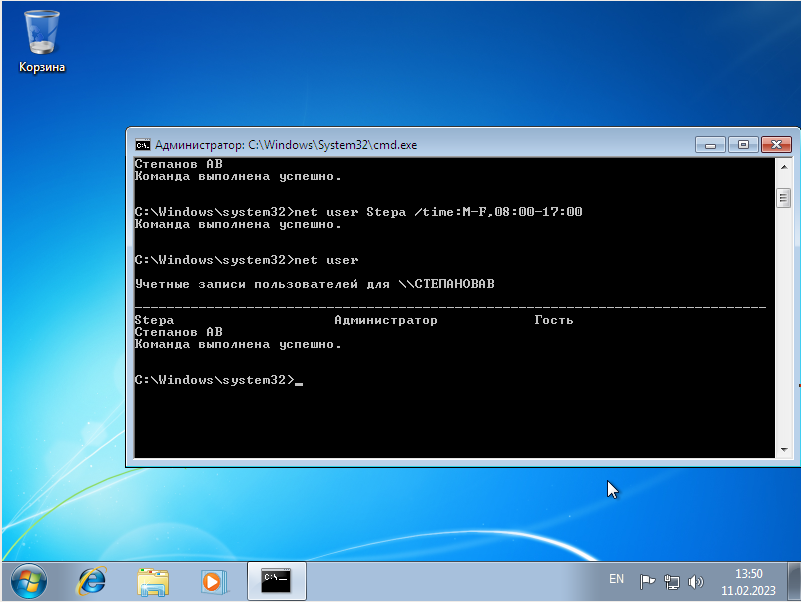 Корзина
Администратор: C:\Windows\System32\cmd.exe
Степанов АВ
Команда выполнена успешно.
C:\Windows\system32>net user Stepa /time:M-F,08:00-17:00
Команда выполнена успешно.
C:\Windows\system32>net user
Учетные записи пользователей для \\СТЕПАНОВАВ
-------------------------------------------------------------------------------
Stepa Администратор Гость
Степанов АВ
Команда выполнена успешно.
C:\Windows\system32>_
EN 13:50
11.02.2023